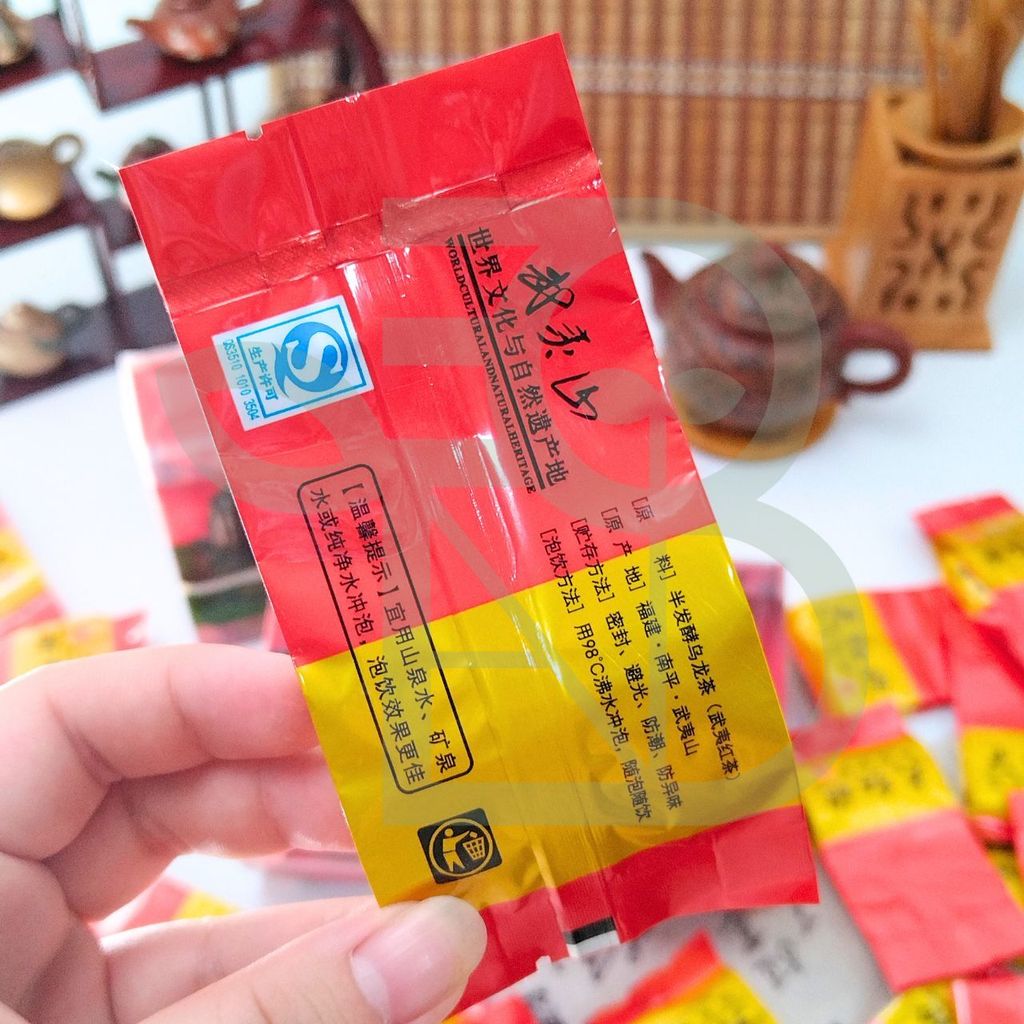 武夷山
世界文化与自然遗产地
WORLDCULTURALANDNATURALHERITAGE
生产许可
QS3510 1010 3504
[原 料] 半发酵乌龙茶（武夷红茶）
[原 产 地] 福建·南平·武夷山
[贮存方法] 密封、避光、防潮、防异味
[泡饮方法] 用98°C沸水冲泡，随泡随饮
【温馨提示】宜用山泉水、矿泉
水或纯净水冲泡，泡饮效果更佳